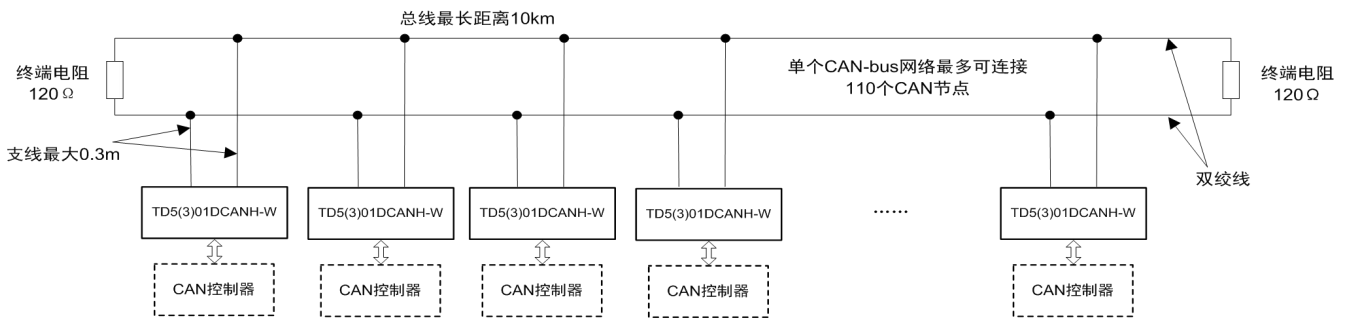 总线最长距离10km
单个CAN-bus网络最多可连接
110个CAN节点
终端电阻
120Ω
终端电阻
120Ω
支线最大0.3m
双绞线
TD5(3)01DCANH-W
TD5(3)01DCANH-W
TD5(3)01DCANH-W
TD5(3)01DCANH-W
……
TD5(3)01DCANH-W
CAN控制器
CAN控制器
CAN控制器
CAN控制器
CAN控制器